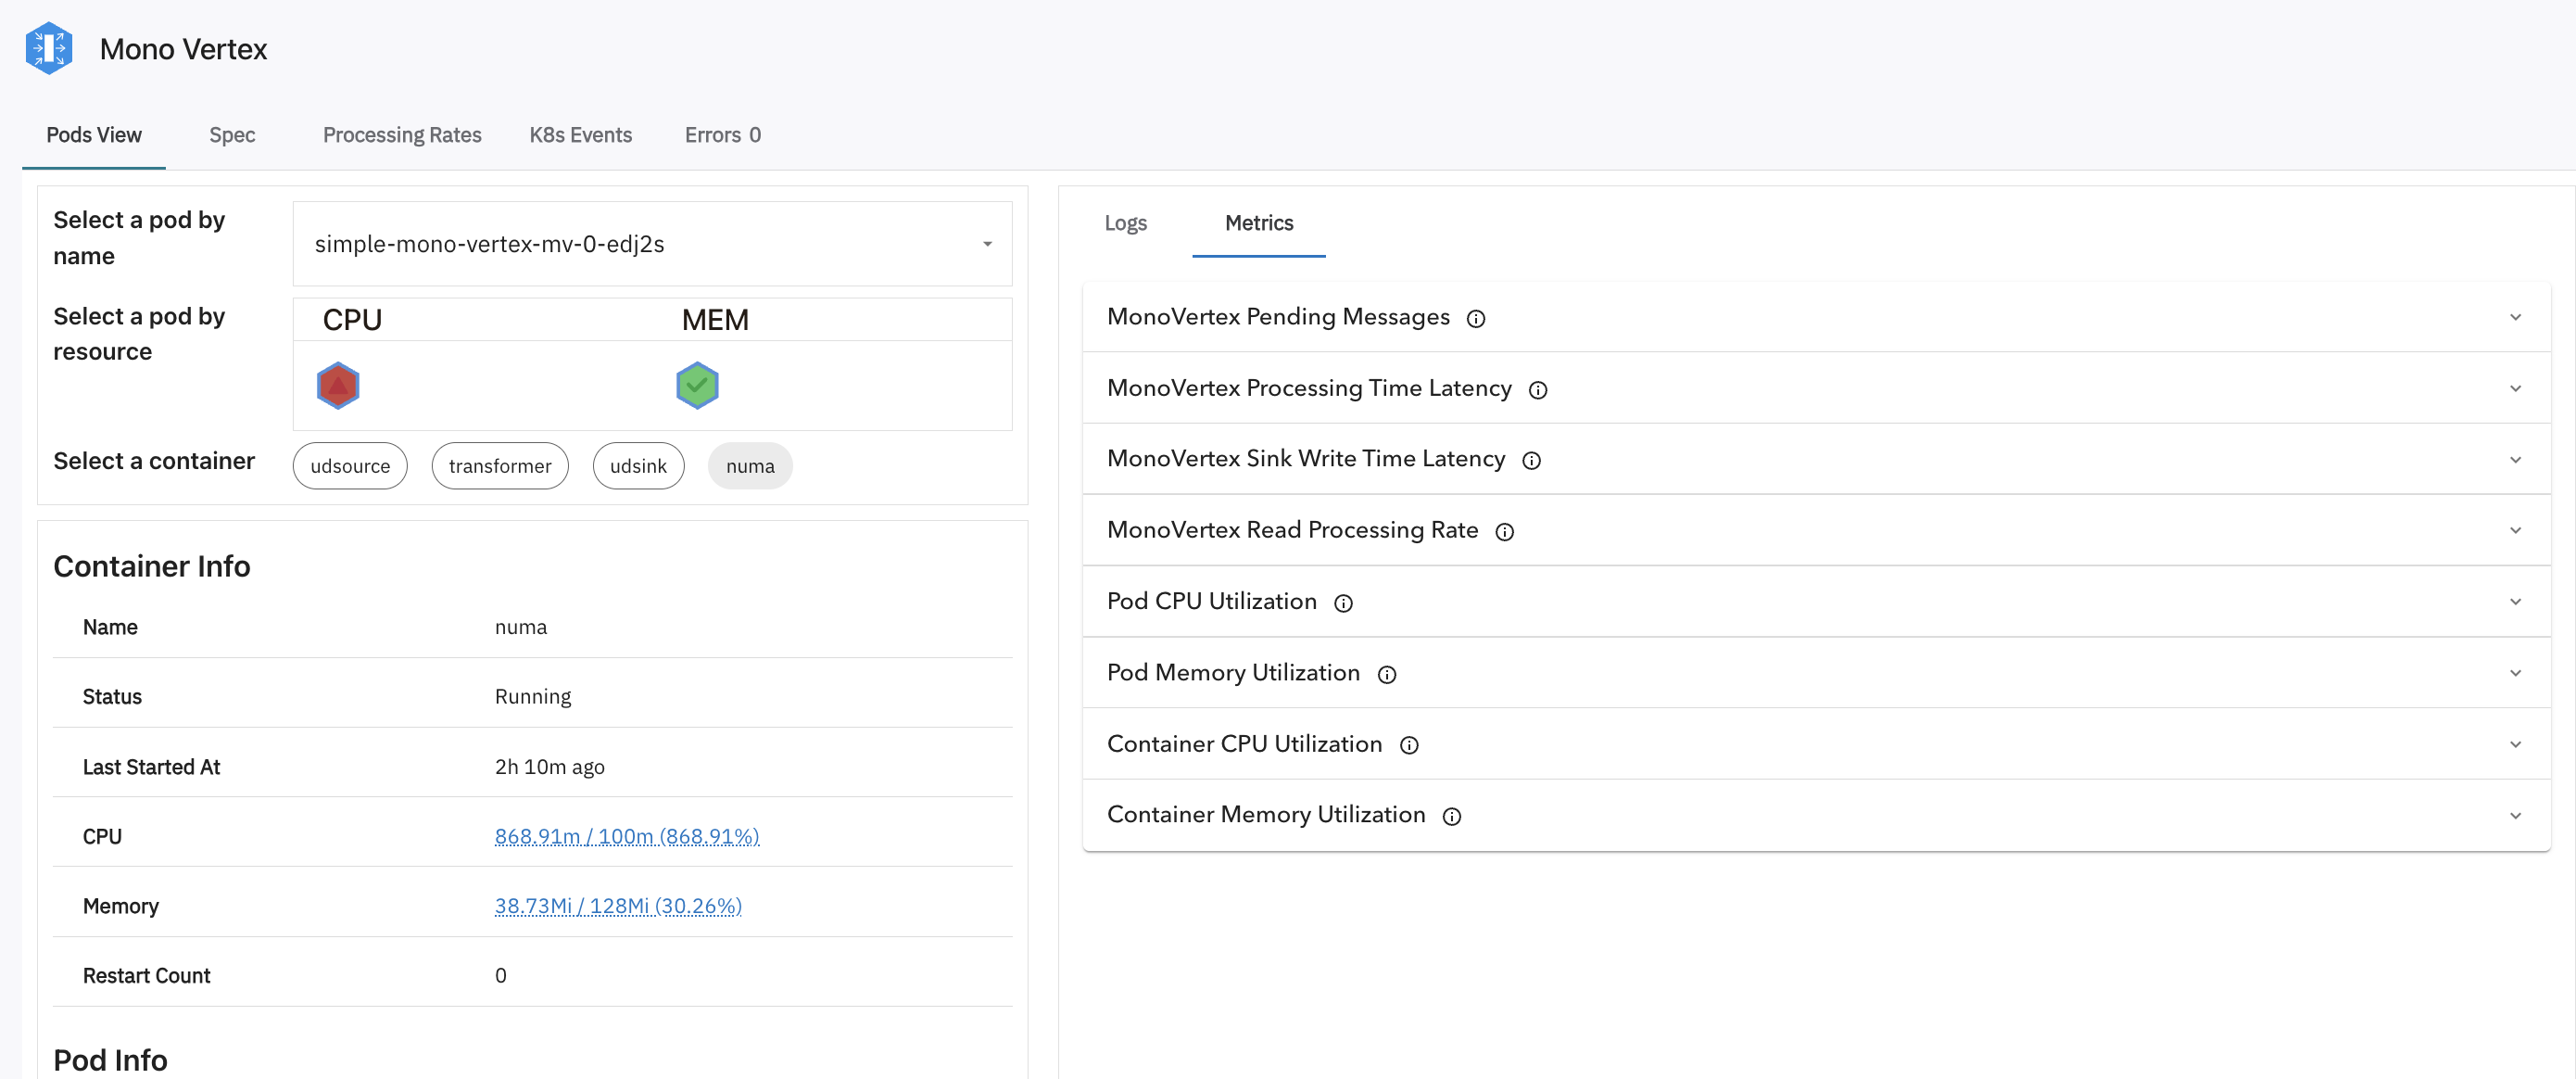 Mono Vertex
Pods View
Spec
Processing Rates
K8s Events
Errors 0
Select a pod by
name
simple-mono-vertex-mv-0-edj2s
Select a pod by
resource
CPU
MEM
Select a container
udsource
transformer
udsink
numa
Container Info
Name
numa
Status
Running
Last Started At
2h 10m ago
CPU
868.91m / 100m (868.91%)
Memory
38.73Mi / 128Mi (30.26%)
Restart Count
0
Pod Info
Logs
Metrics
MonoVertex Pending Messages
MonoVertex Processing Time Latency
MonoVertex Sink Write Time Latency
MonoVertex Read Processing Rate
Pod CPU Utilization
Pod Memory Utilization
Container CPU Utilization
Container Memory Utilization